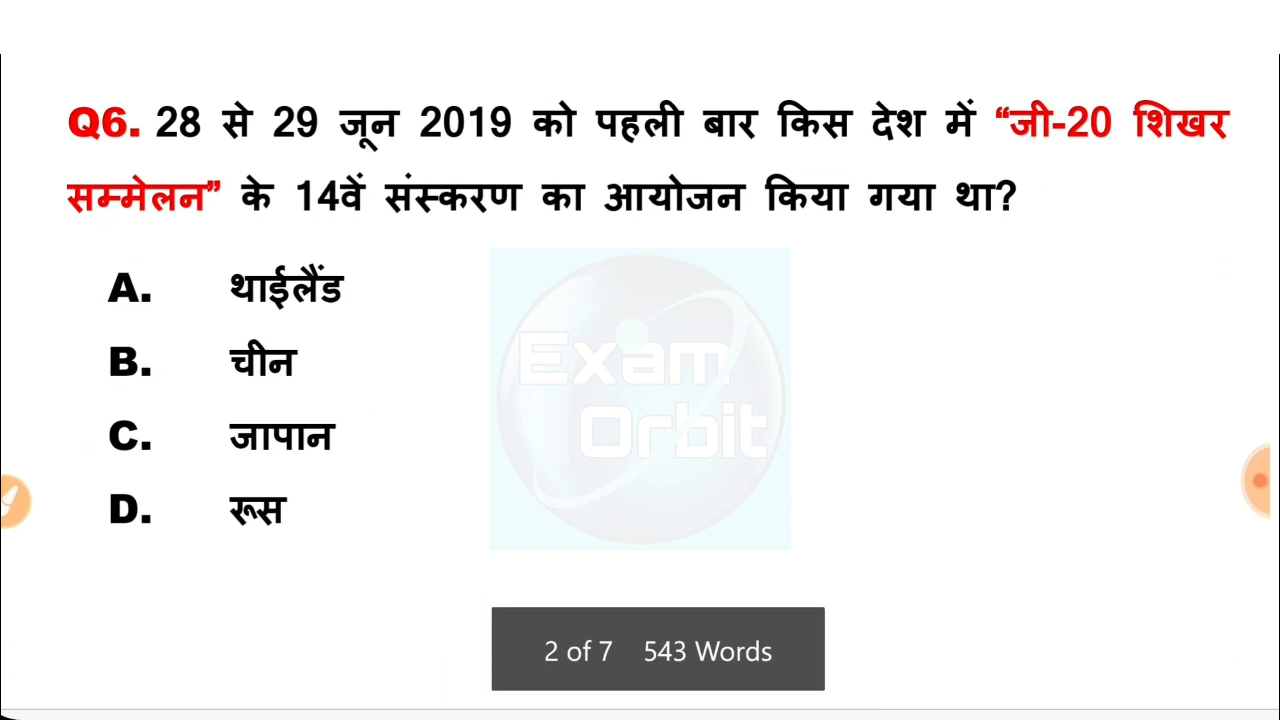 Q6. 28 से 29 जून 2019 को पहली बार किस देश में “जी-20 शिखर
सम्मेलन” के 14वें संस्करण का आयोजन किया गया था?
A. थाईलैंड
B. चीन
C. जापान
D. रूस
Exam
Orbit
2 of 7 543 Words